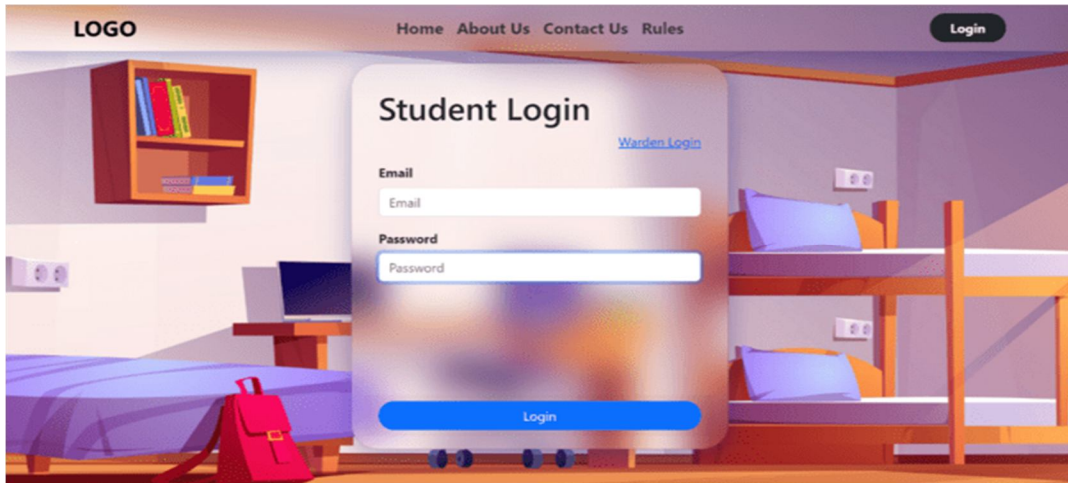 LOGO Home About Us Contact Us Rules Login
Student Login
Warden Login
Email
Email
Password
Password
Login